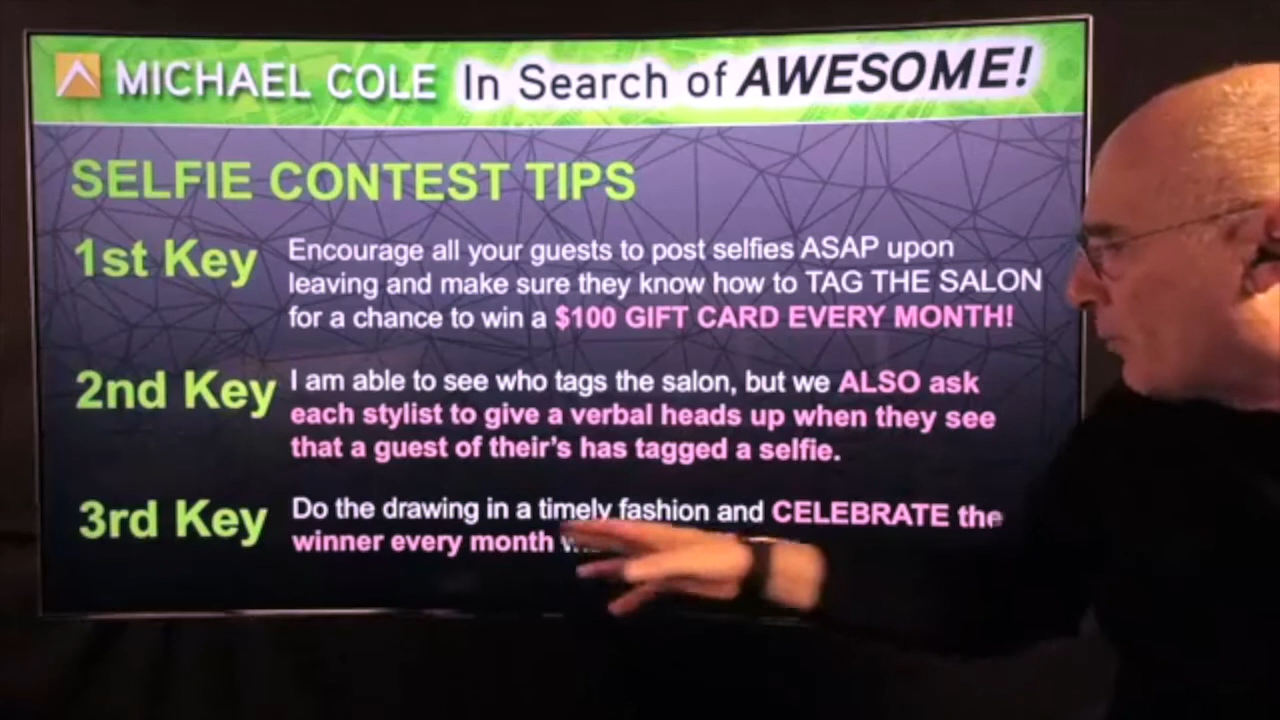 MICHAEL COLE In Search of AWESOME!
SELFIE CONTEST TIPS
1st Key Encourage all your guests to post selfies ASAP upon
leaving and make sure they know how to TAG THE SALON
for a chance to win a $100 GIFT CARD EVERY MONTH!
2nd Key I am able to see who tags the salon, but we ALSO ask
each stylist to give a verbal heads up when they see
that a guest of their's has tagged a selfie.
3rd Key Do the drawing in a timely fashion and CELEBRATE the
winner every month